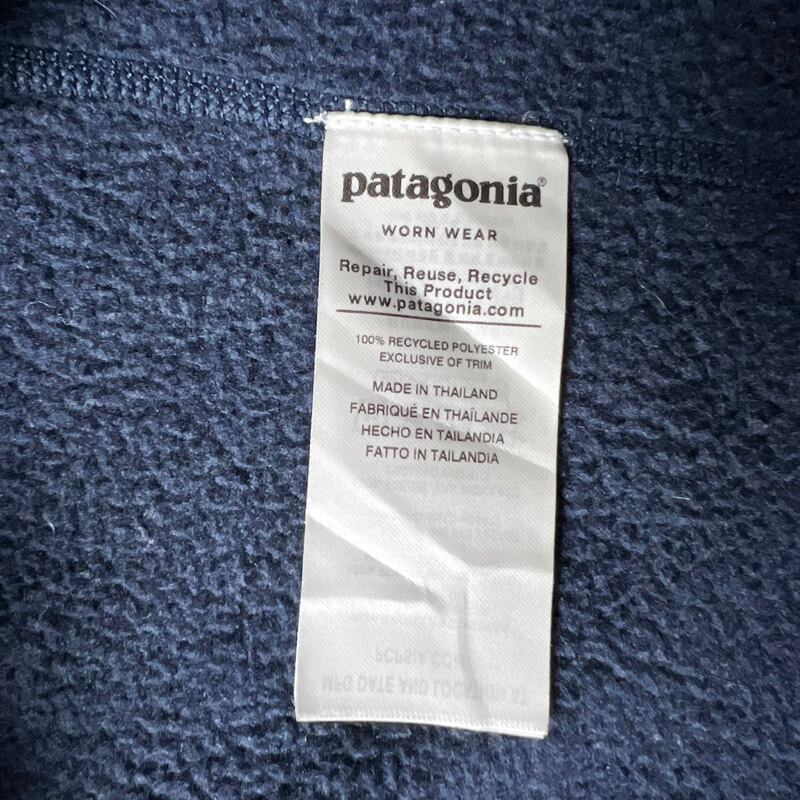 patagonia®
WORN WEAR
Repair, Reuse, Recycle
This Product
www.patagonia.com
100% RECYCLED POLYESTER
EXCLUSIVE OF TRIM
MADE IN THAILAND
FABRIQUÉ EN THAÏLANDE
HECHO EN TAILANDIA
FATTO IN TAILANDIA